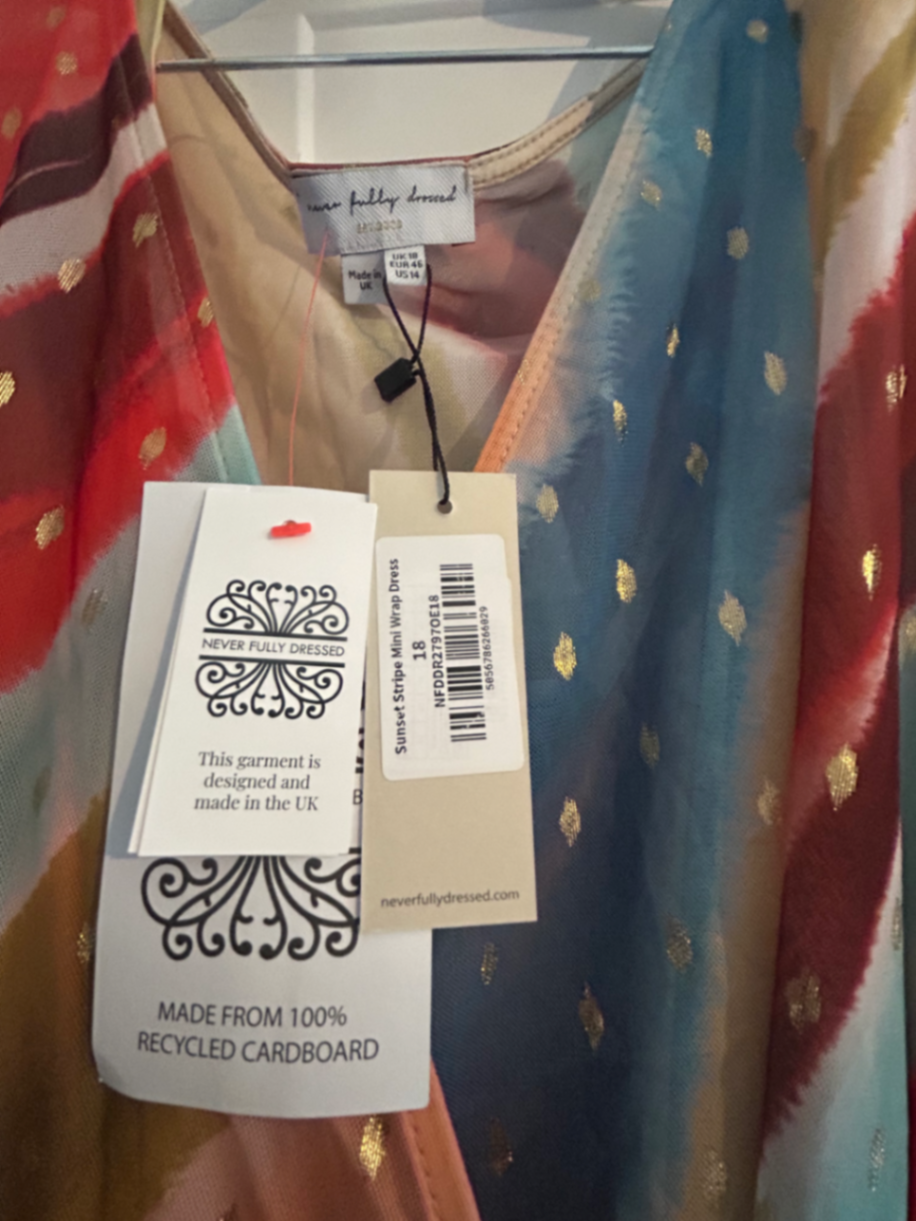 never fully dressed
LONDON
Made in
UK
UK 18
EUR 46
US 14
NEVER FULLY DRESSED
This garment is
designed and
made in the UK
Sunset Stripe Mini Wrap Dress
18
NFDDR2797OE18
5056786266029
neverfullydressed.com
MADE FROM 100%
RECYCLED CARDBOARD